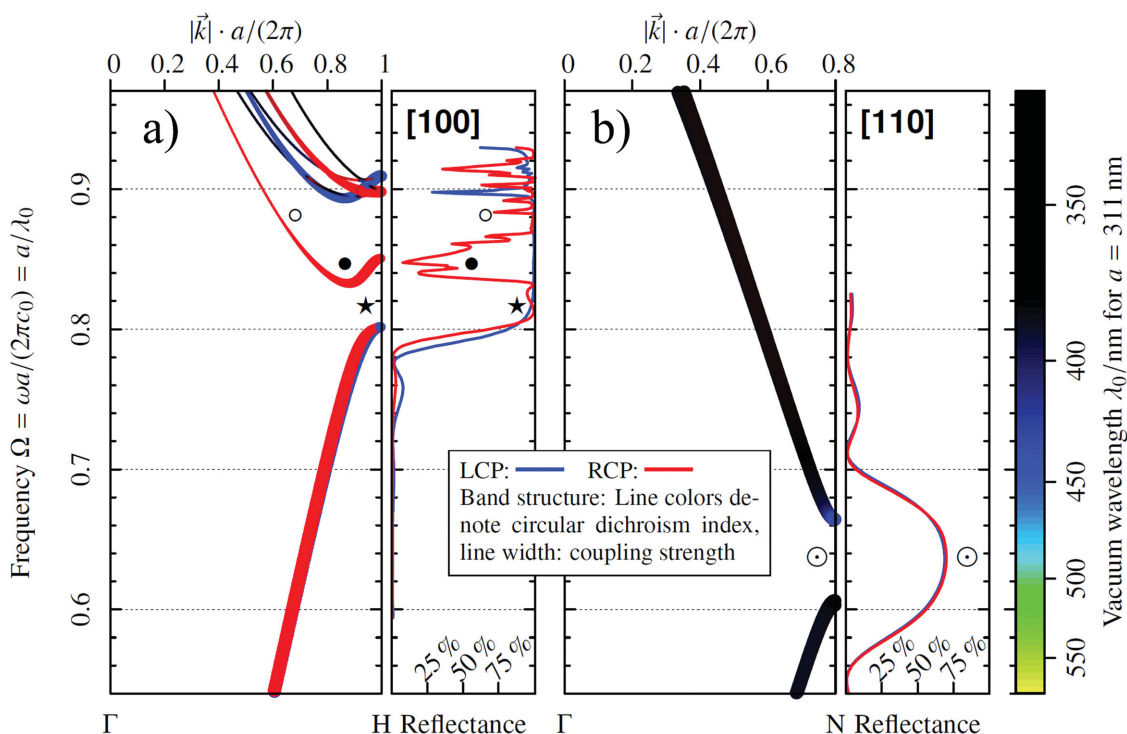 |k⃗| · a/(2π)
0 0.2 0.4 0.6 0.8 1
|k⃗| · a/(2π)
0 0.2 0.4 0.6 0.8
a)
[100]
b)
[110]
Frequency Ω = ωa/(2πc₀) = a/λ₀
0.9
0.8
0.7
0.6
LCP: RCP:
Band structure: Line colors de-
note circular dichroism index,
line width: coupling strength
25 % 50 % 75 %
25 % 50 % 75 %
Γ H Reflectance
Γ N Reflectance
350
400
450
500
550
Vacuum wavelength λ₀/nm for a = 311 nm